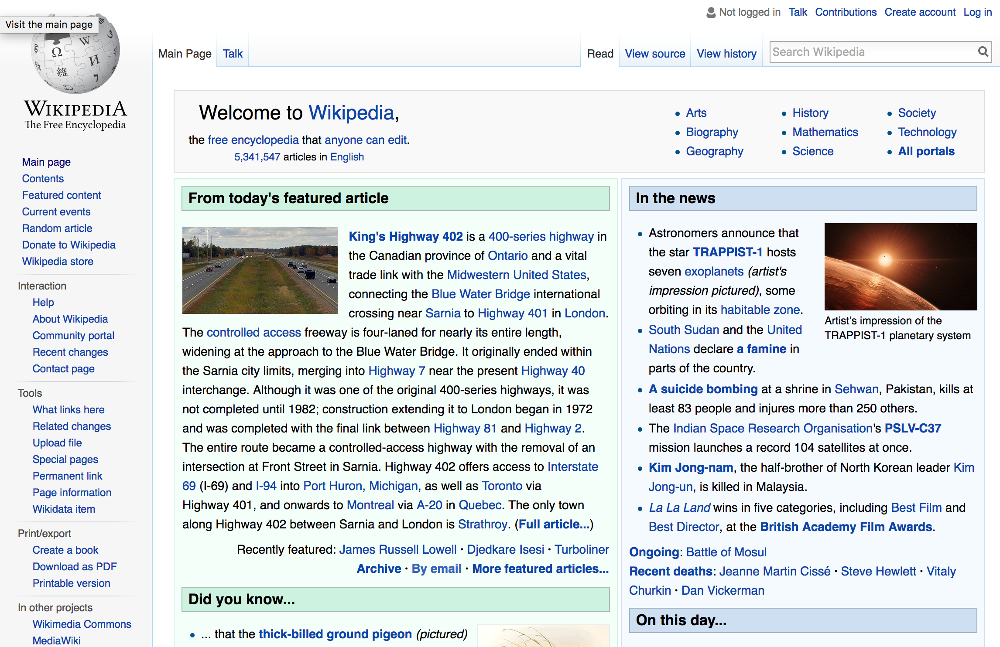 Visit the main page
WIKIPEDIA
The Free Encyclopedia
Main page
Contents
Featured content
Current events
Random article
Donate to Wikipedia
Wikipedia store
Interaction
Help
About Wikipedia
Community portal
Recent changes
Contact page
Tools
What links here
Related changes
Upload file
Special pages
Permanent link
Page information
Wikidata item
Print/export
Create a book
Download as PDF
Printable version
In other projects
Wikimedia Commons
MediaWiki
Not logged in Talk Contributions Create account Log in
Main Page Talk
Read View source View history Search Wikipedia
Welcome to Wikipedia,
the free encyclopedia that anyone can edit.
5,341,547 articles in English
Arts
Biography
Geography
History
Mathematics
Science
Society
Technology
All portals
From today's featured article
King's Highway 402 is a 400-series highway in
the Canadian province of Ontario and a vital
trade link with the Midwestern United States,
connecting the Blue Water Bridge international
crossing near Sarnia to Highway 401 in London.
The controlled access freeway is four-laned for nearly its entire length,
widening at the approach to the Blue Water Bridge. It originally ended within
the Sarnia city limits, merging into Highway 7 near the present Highway 40
interchange. Although it was one of the original 400-series highways, it was
not completed until 1982; construction extending it to London began in 1972
and was completed with the final link between Highway 81 and Highway 2.
The entire route became a controlled-access highway with the removal of an
intersection at Front Street in Sarnia. Highway 402 offers access to Interstate
69 (I-69) and I-94 into Port Huron, Michigan, as well as Toronto via
Highway 401, and onwards to Montreal via A-20 in Quebec. The only town
along Highway 402 between Sarnia and London is Strathroy. (Full article...)
Recently featured: James Russell Lowell · Djedkare Isesi · Turboliner
Archive · By email · More featured articles...
Did you know...
... that the thick-billed ground pigeon (pictured)
In the news
Astronomers announce that
the star TRAPPIST-1 hosts
seven exoplanets (artist's
impression pictured), some
orbiting in its habitable zone.
Artist's impression of the
TRAPPIST-1 planetary system
South Sudan and the United
Nations declare a famine in
parts of the country.
A suicide bombing at a shrine in Sehwan, Pakistan, kills at
least 83 people and injures more than 250 others.
The Indian Space Research Organisation's PSLV-C37
mission launches a record 104 satellites at once.
Kim Jong-nam, the half-brother of North Korean leader Kim
Jong-un, is killed in Malaysia.
La La Land wins in five categories, including Best Film and
Best Director, at the British Academy Film Awards.
Ongoing: Battle of Mosul
Recent deaths: Jeanne Martin Cissé · Steve Hewlett · Vitaly
Churkin · Dan Vickerman
On this day...